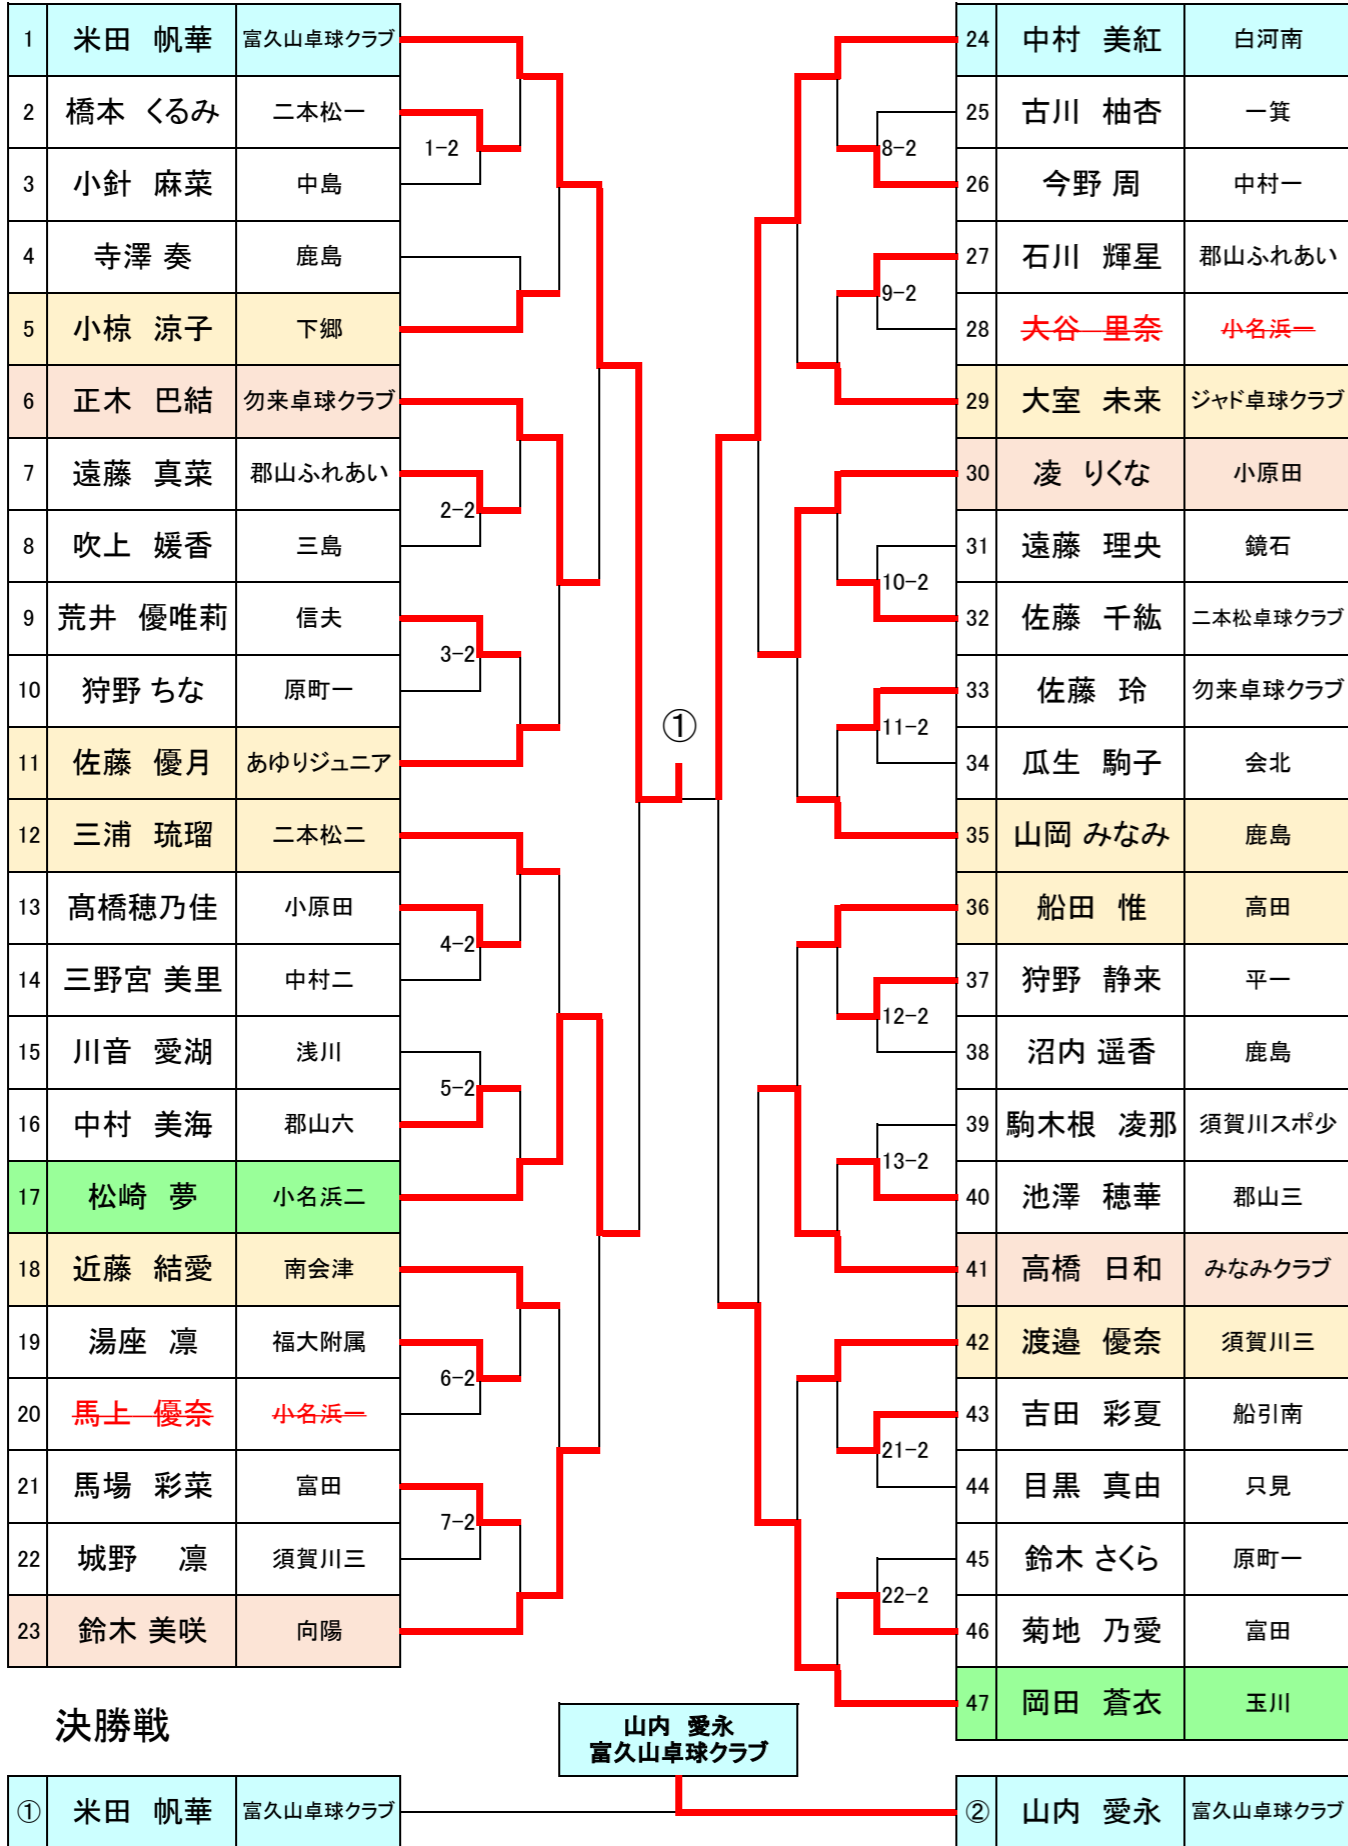 1 米田 帆華 富久山卓球クラブ
2 橋本 くるみ 二本松一
1-2
3 小針 麻菜 中島
4 寺澤 奏 鹿島
5 小椋 涼子 下郷
6 正木 巴結 勿来卓球クラブ
7 遠藤 真菜 郡山ふれあい
2-2
8 吹上 媛香 三島
9 荒井 優唯莉 信夫
3-2
10 狩野 ちな 原町一
11 佐藤 優月 あゆりジュニア
12 三浦 琉瑠 二本松二
13 髙橋穂乃佳 小原田
4-2
14 三野宮 美里 中村二
15 川音 愛湖 浅川
5-2
16 中村 美海 郡山六
17 松崎 夢 小名浜二
18 近藤 結愛 南会津
19 湯座 凛 福大附属
6-2
20 馬上 優奈 小名浜一
21 馬場 彩菜 富田
7-2
22 城野 凛 須賀川三
23 鈴木 美咲 向陽
①
24 中村 美紅 白河南
25 古川 柚杏 一箕
8-2
26 今野 周 中村一
27 石川 輝星 郡山ふれあい
9-2
28 大谷 里奈 小名浜一
29 大室 未来 ジャド卓球クラブ
30 凌 りくな 小原田
31 遠藤 理央 鏡石
10-2
32 佐藤 千紘 二本松卓球クラブ
33 佐藤 玲 勿来卓球クラブ
11-2
34 瓜生 駒子 会北
35 山岡 みなみ 鹿島
36 船田 惟 高田
37 狩野 静来 平一
12-2
38 沼内 遥香 鹿島
39 駒木根 凌那 須賀川スポ少
13-2
40 池澤 穂華 郡山三
41 高橋 日和 みなみクラブ
42 渡邉 優奈 須賀川三
43 吉田 彩夏 船引南
21-2
44 目黒 真由 只見
45 鈴木 さくら 原町一
22-2
46 菊地 乃愛 富田
47 岡田 蒼衣 玉川
決勝戦
山内 愛永
富久山卓球クラブ
① 米田 帆華 富久山卓球クラブ
② 山内 愛永 富久山卓球クラブ